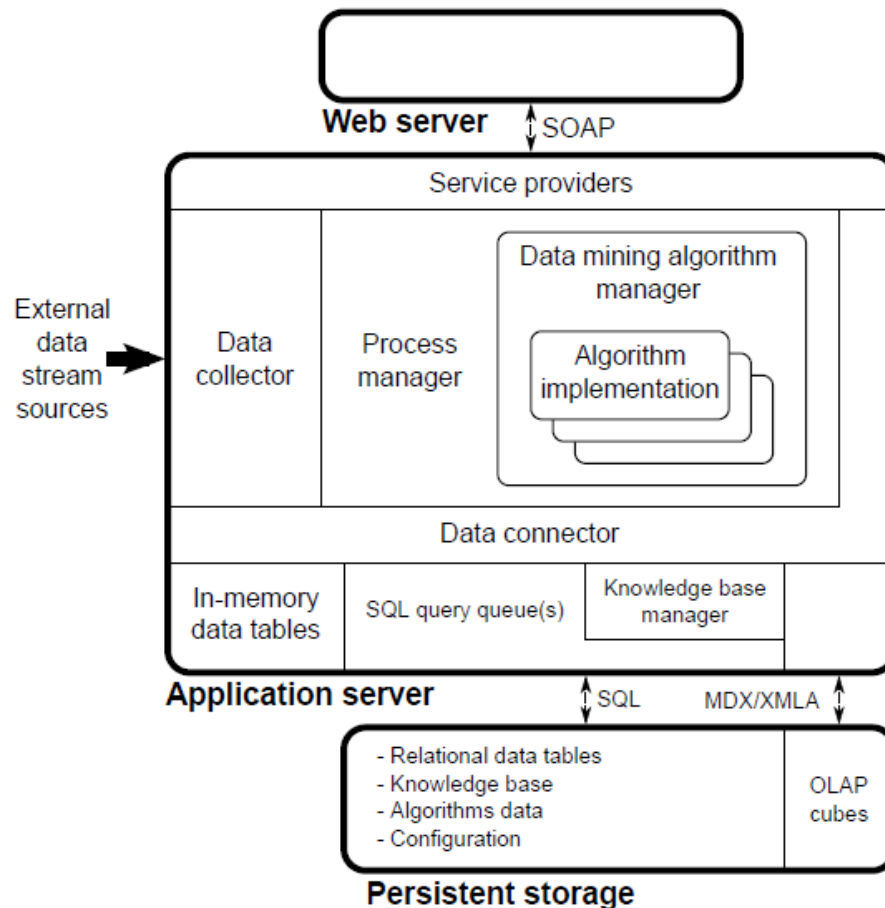 Web server
SOAP
Service providers
External
data
stream
sources
Data
collector
Process
manager
Data mining algorithm
manager
Algorithm
implementation
Data connector
In-memory
data tables
SQL query queue(s)
Knowledge base
manager
Application server
SQL
MDX/XMLA
- Relational data tables
- Knowledge base
- Algorithms data
- Configuration
OLAP
cubes
Persistent storage